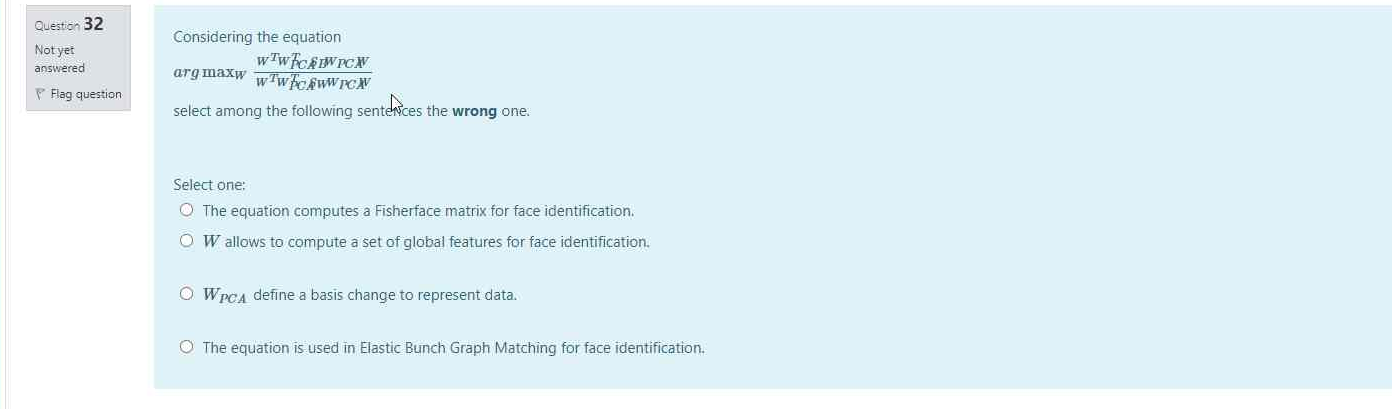 Question 32
Not yet
answered
Flag question
Considering the equation
arg max_W \frac{W^T W_{PCA}^T S_B W_{PCA} W}{W^T W_{PCA}^T S_W W_{PCA} W}
select among the following sentences the wrong one.
Select one:
The equation computes a Fisherface matrix for face identification.
W allows to compute a set of global features for face identification.
W_{PCA} define a basis change to represent data.
The equation is used in Elastic Bunch Graph Matching for face identification.